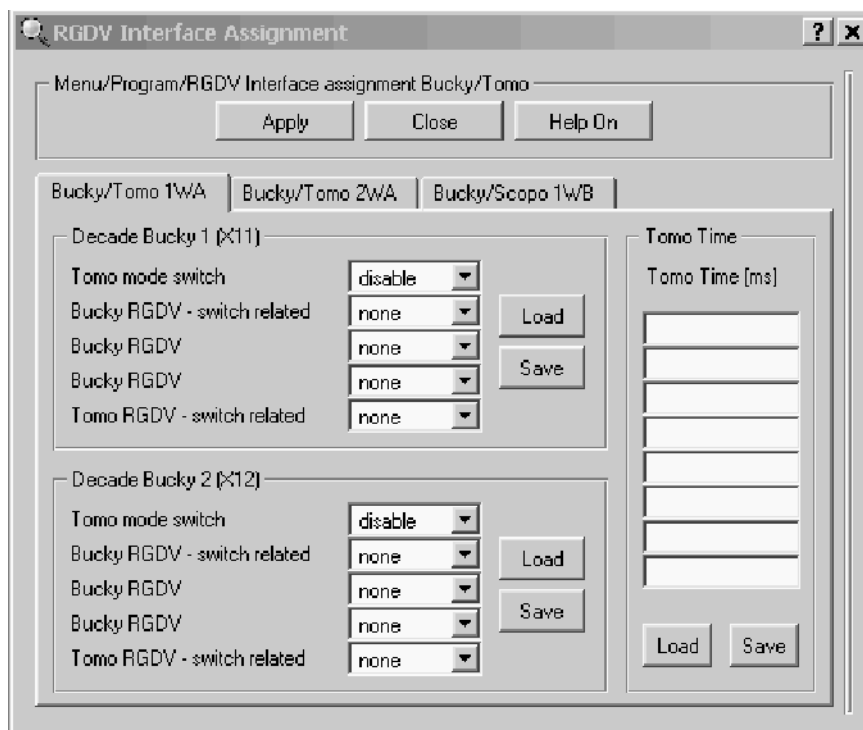 RGDV Interface Assignment
Menu/Program/RGDV Interface assignment Bucky/Tomo
Apply Close Help On
Bucky/Tomo 1WA Bucky/Tomo 2WA Bucky/Scopo 1WB
Decade Bucky 1 (X11)
Tomo mode switch disable
Bucky RGDV - switch related none
Bucky RGDV none
Bucky RGDV none
Tomo RGDV - switch related none
Load
Save
Decade Bucky 2 (X12)
Tomo mode switch disable
Bucky RGDV - switch related none
Bucky RGDV none
Bucky RGDV none
Tomo RGDV - switch related none
Load
Save
Tomo Time
Tomo Time [ms]
Load Save